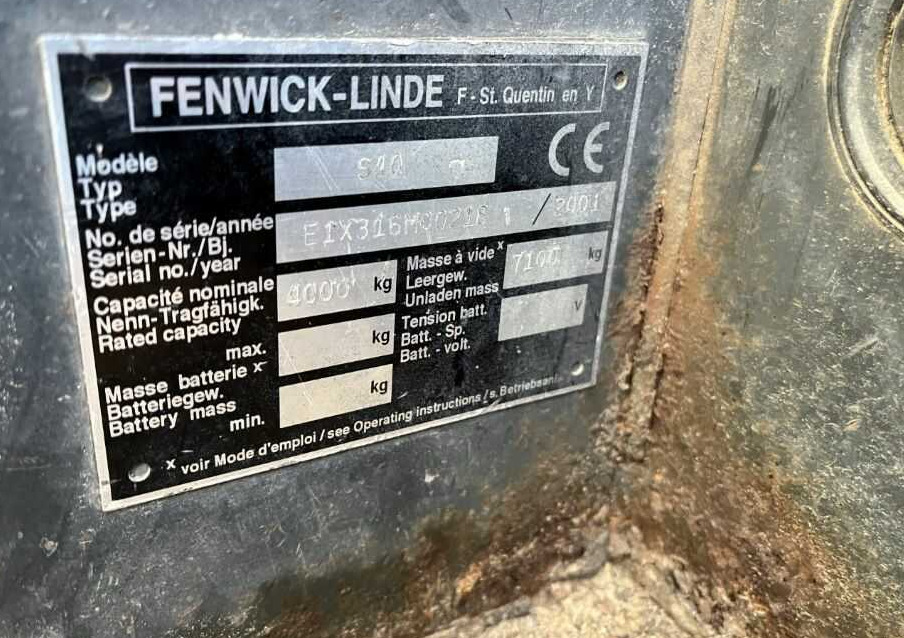 FENWICK-LINDE F - St. Quentin en Y
CE
Modèle
Typ
Type
No. de série/année
Serien-Nr./Bj.
Serial no./year
/
Capacité nominale
Nenn-Tragfähigk.
Rated capacity
4000 kg
Masse à vide x
Leergew.
Unladen mass
7100 kg
max.
kg
Tension batt.
Batt. - Sp.
Batt. - volt.
V
Masse batterie x
Batteriegew.
Battery mass
min.
kg
x voir Mode d'emploi / see Operating instructions / s. Betriebsanl.